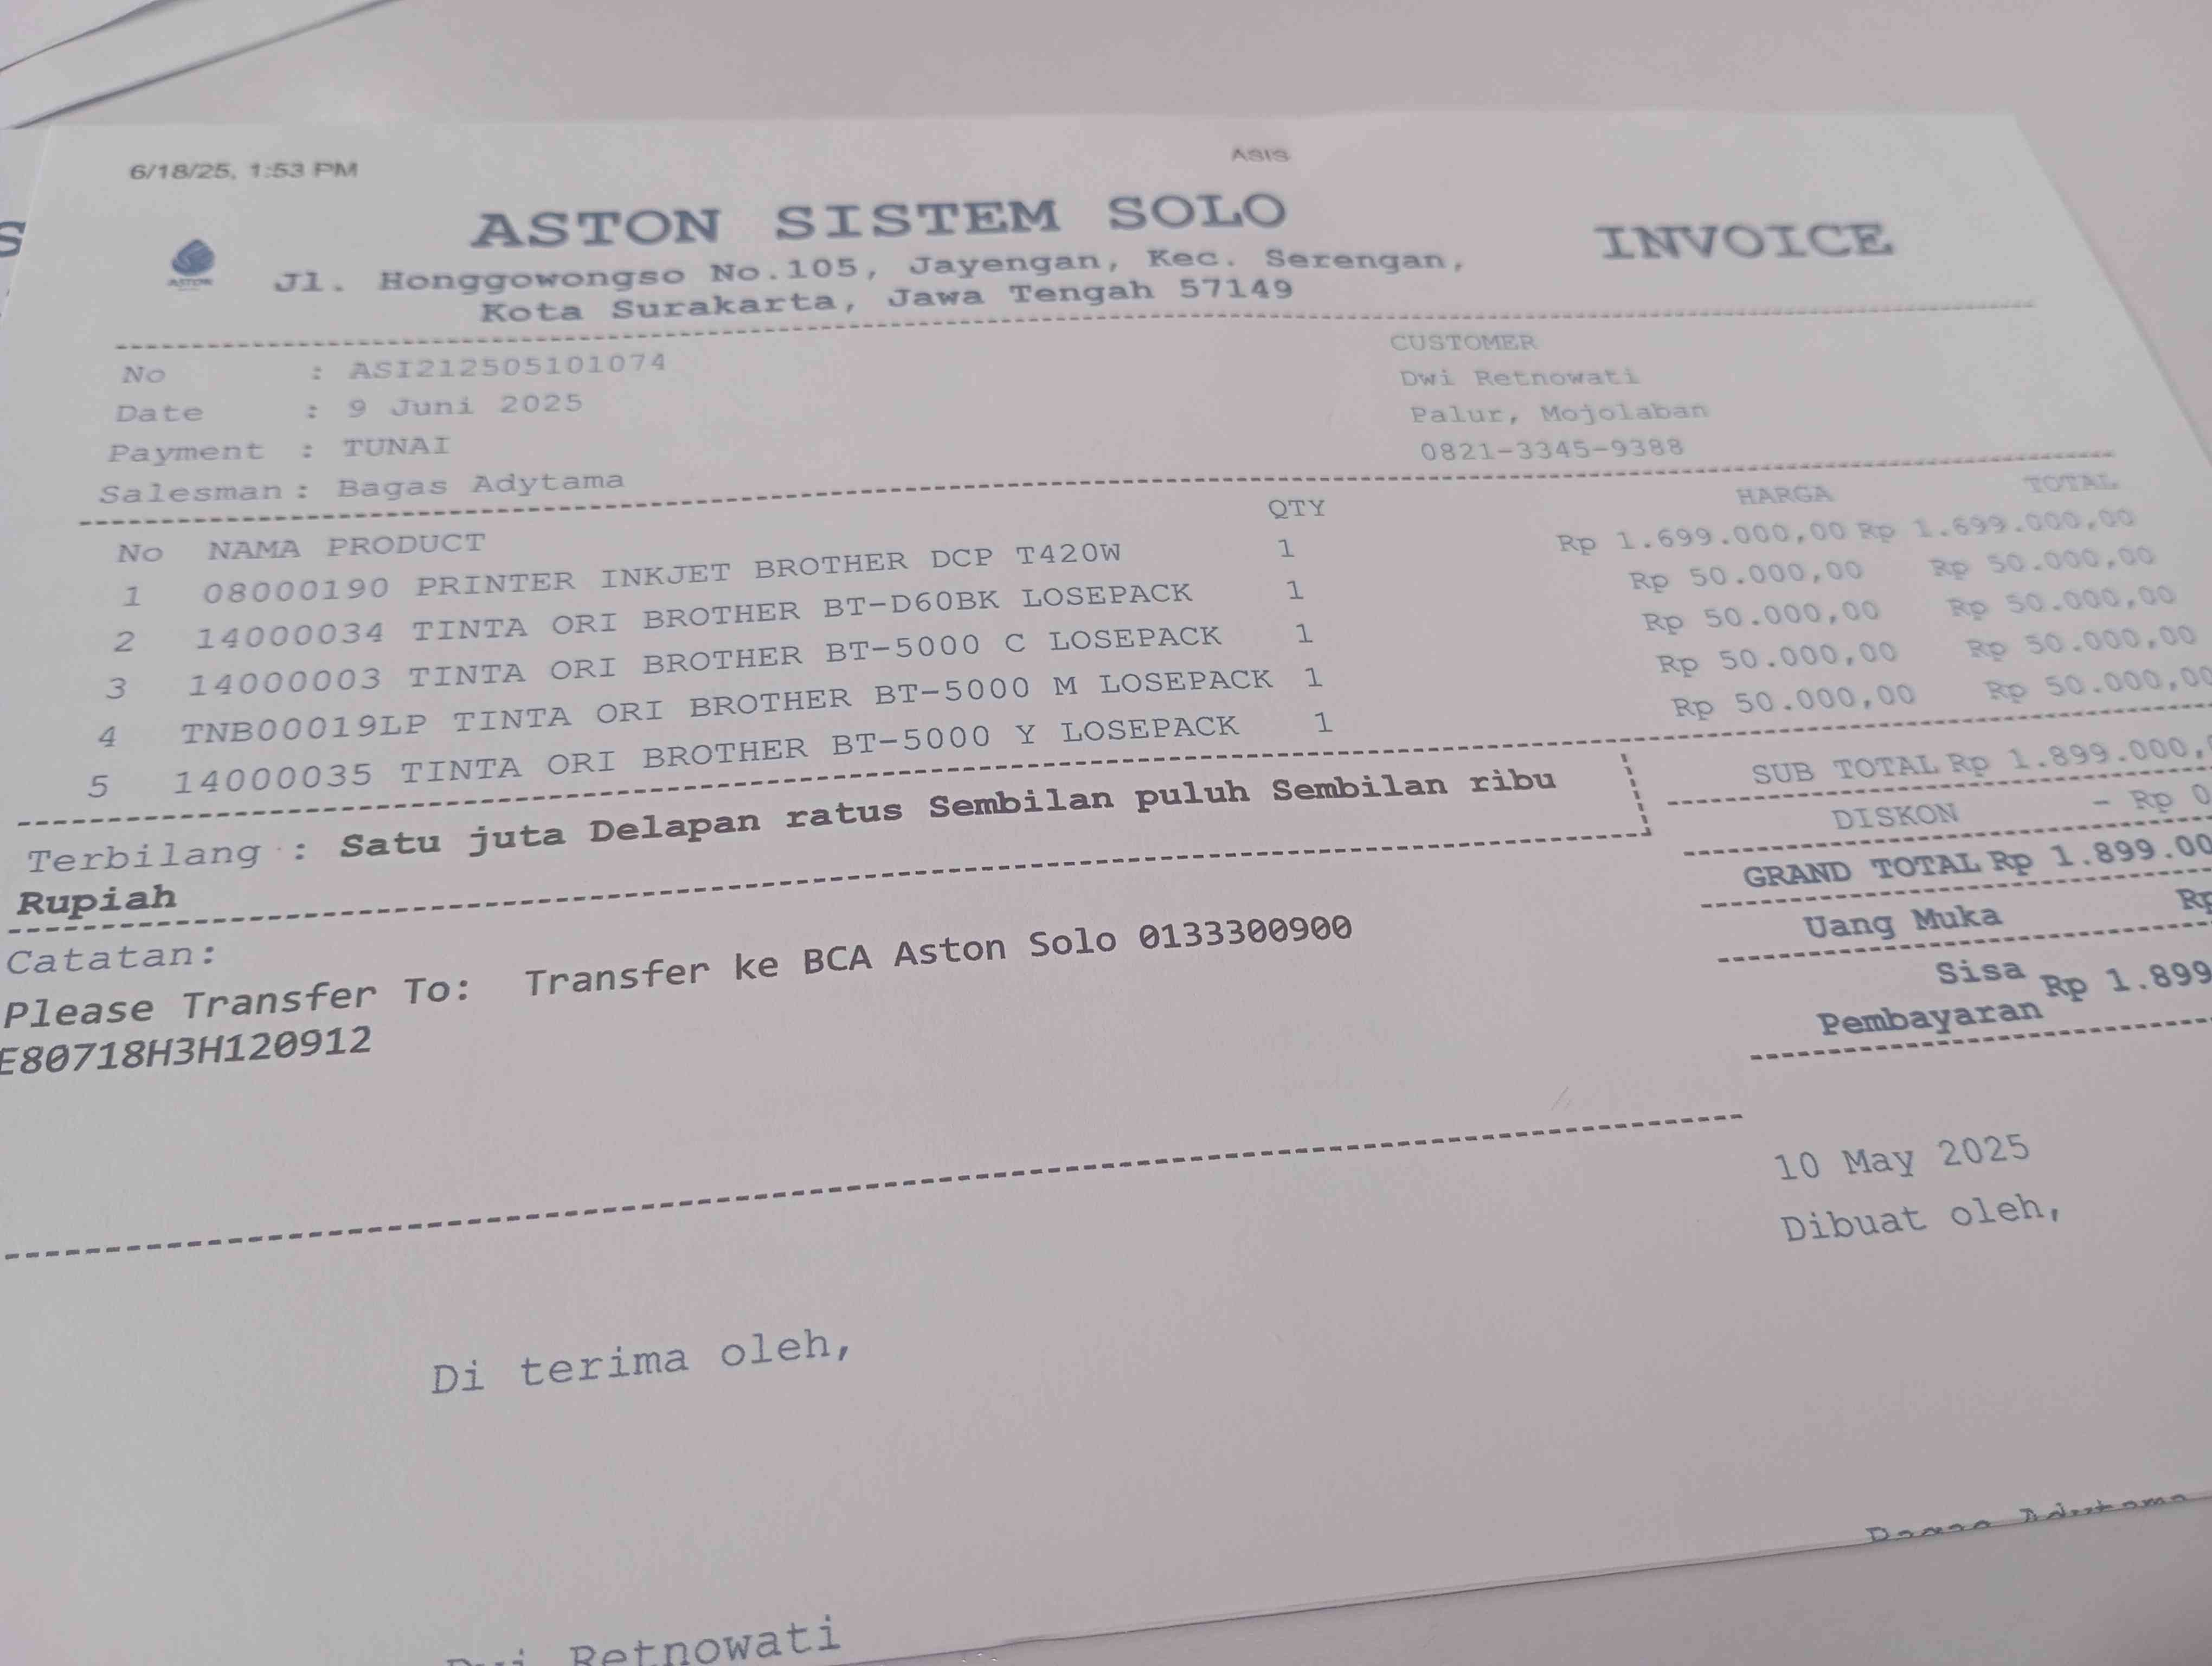 6/18/25, 1:53 PM
ASIS
ASTON SISTEM SOLO
INVOICE
ASTON
Jl. Honggowongso No.105, Jayengan, Kec. Serengan,
Kota Surakarta, Jawa Tengah 57149
No : ASI212505101074
Date : 9 Juni 2025
Payment : TUNAI
Salesman : Bagas Adytama
CUSTOMER
Dwi Retnowati
Palur, Mojolaban
0821-3345-9388
No NAMA PRODUCT QTY HARGA TOTAL
1 08000190 PRINTER INKJET BROTHER DCP T420W 1 Rp 1.699.000,00 Rp 1.699.000,00
2 14000034 TINTA ORI BROTHER BT-D60BK LOSEPACK 1 Rp 50.000,00 Rp 50.000,00
3 14000003 TINTA ORI BROTHER BT-5000 C LOSEPACK 1 Rp 50.000,00 Rp 50.000,00
4 TNB00019LP TINTA ORI BROTHER BT-5000 M LOSEPACK 1 Rp 50.000,00 Rp 50.000,00
5 14000035 TINTA ORI BROTHER BT-5000 Y LOSEPACK 1 Rp 50.000,00 Rp 50.000,00
Terbilang : Satu juta Delapan ratus Sembilan puluh Sembilan ribu
Rupiah
SUB TOTAL Rp 1.899.000,
DISKON - Rp 0
GRAND TOTAL Rp 1.899.00
Uang Muka Rp
Sisa
Pembayaran Rp 1.899
Catatan:
Please Transfer To: Transfer ke BCA Aston Solo 0133300900
E80718H3H120912
10 May 2025
Dibuat oleh,
Di terima oleh,
Dwi Retnowati